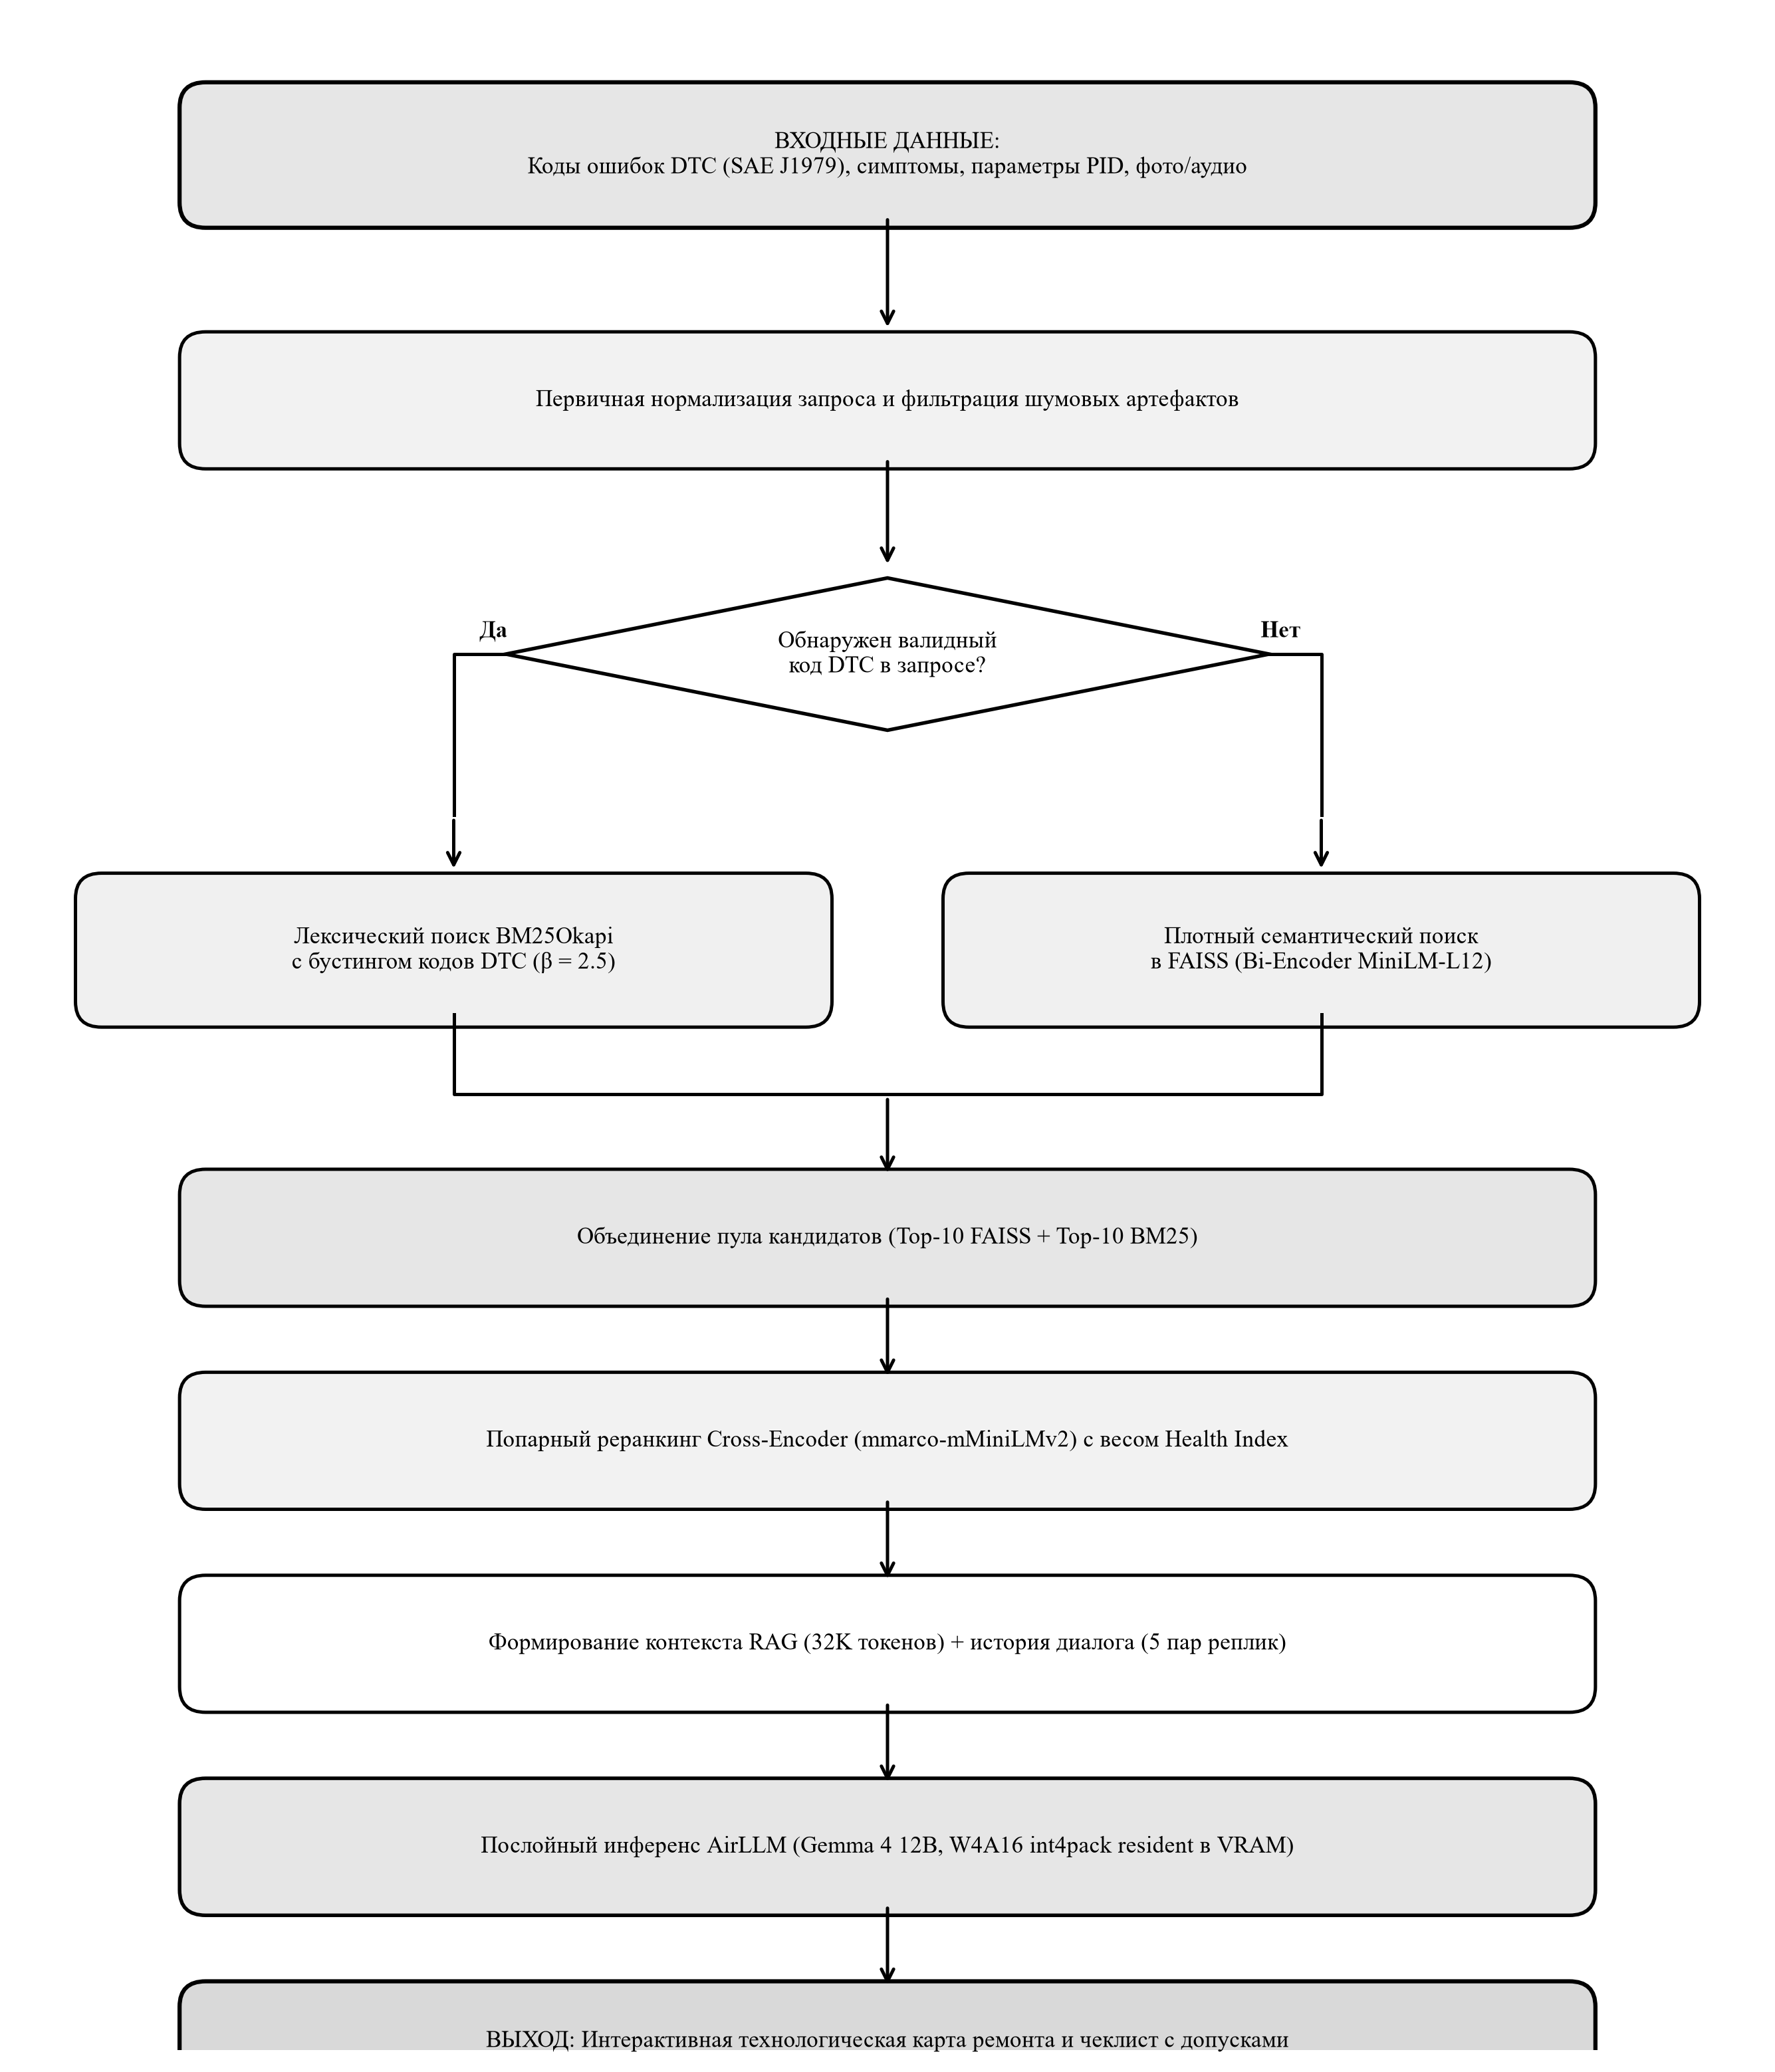 ВХОДНЫЕ ДАННЫЕ:
Коды ошибок DTC (SAE J1979), симптомы, параметры PID, фото/аудио
Первичная нормализация запроса и фильтрация шумовых артефактов
Да
Нет
Обнаружен валидный
код DTC в запросе?
Лексический поиск BM25Okapi
с бустингом кодов DTC (β = 2.5)
Плотный семантический поиск
в FAISS (Bi-Encoder MiniLM-L12)
Объединение пула кандидатов (Top-10 FAISS + Top-10 BM25)
Попарный реранкинг Cross-Encoder (mmarco-mMiniLMv2) с весом Health Index
Формирование контекста RAG (32K токенов) + история диалога (5 пар реплик)
Послойный инференс AirLLM (Gemma 4 12B, W4A16 int4pack resident в VRAM)
ВЫХОД: Интерактивная технологическая карта ремонта и чеклист с допусками